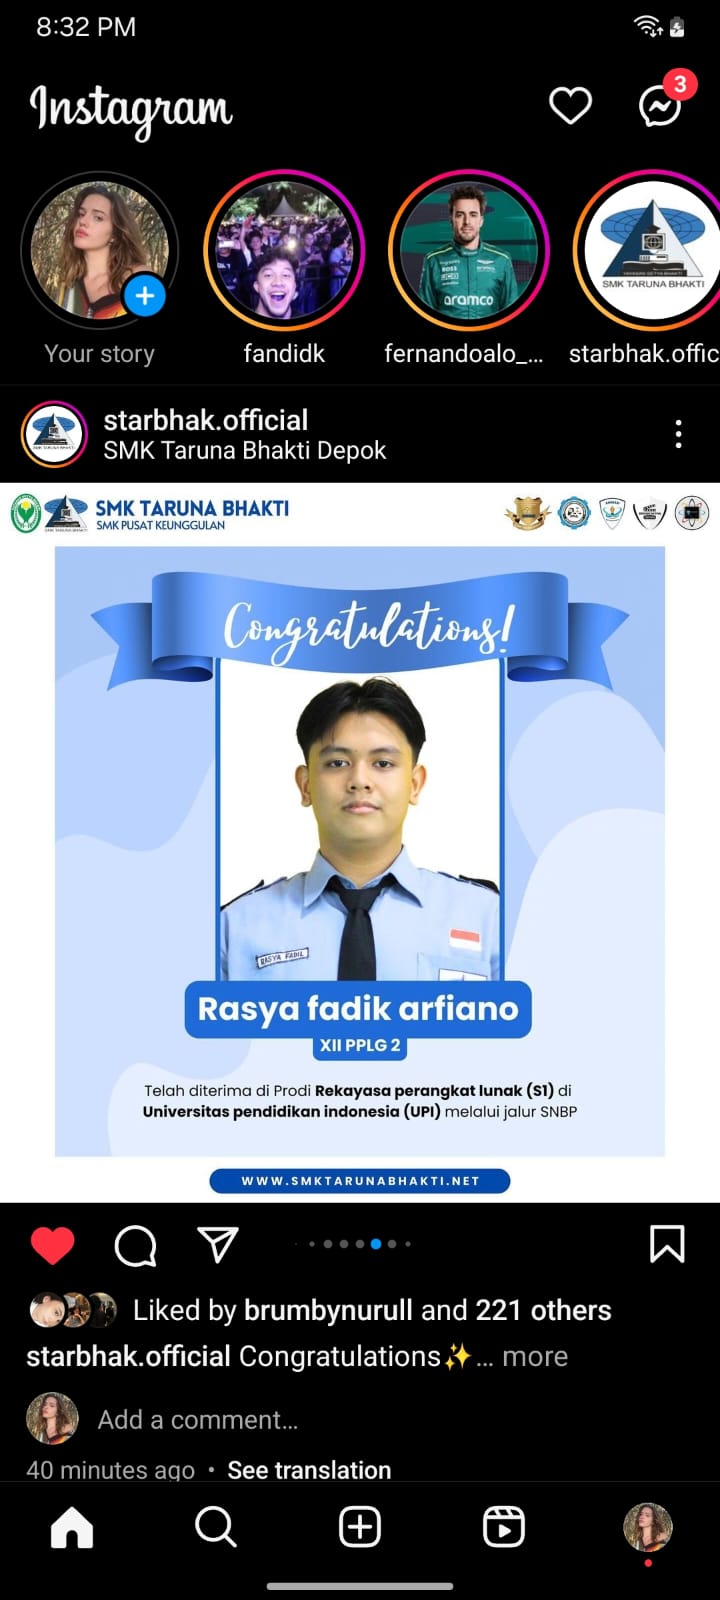 8:32 PM
Instagram
3
BOSS
aramco
SMK TARUNA BHAKTI
Your story
fandidk
fernandoalo_...
starbhak.offic
starbhak.official
SMK Taruna Bhakti Depok
SMK TARUNA BHAKTI
SMK PUSAT KEUNGGULAN
Congratulations!
RASYA FADIL
Rasya fadik arfiano
XII PPLG 2
Telah diterima di Prodi Rekayasa perangkat lunak (S1) di
Universitas pendidikan indonesia (UPI) melalui jalur SNBP
WWW.SMKTARUNABHAKTI.NET
Liked by brumbynurull and 221 others
starbhak.official Congratulations✨... more
Add a comment...
40 minutes ago • See translation